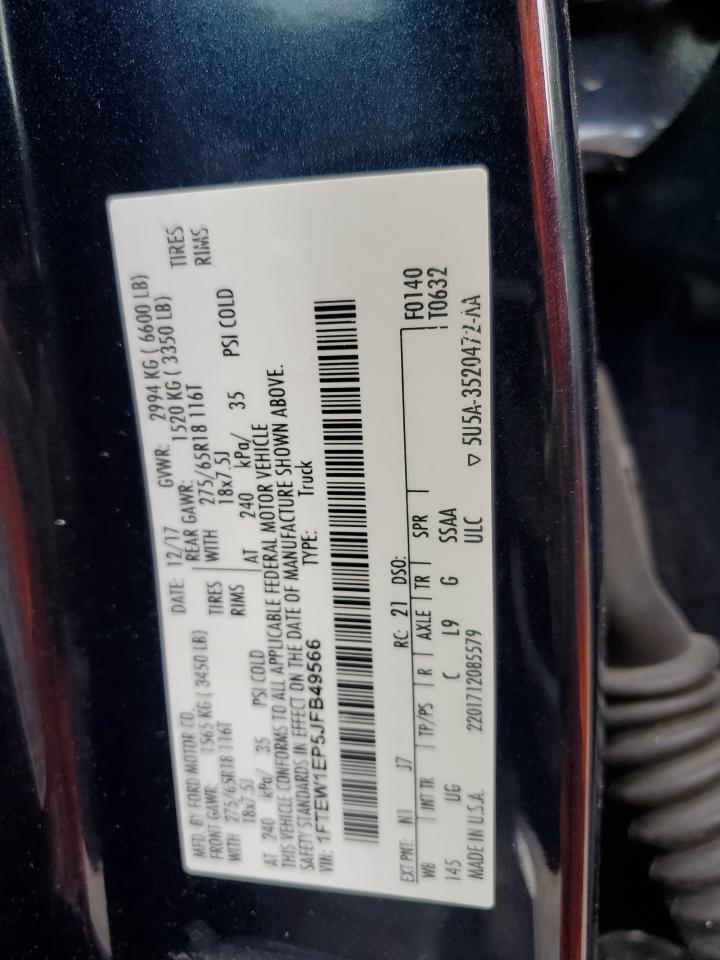 MFD. BY FORD MOTOR CO.
DATE: 12/17 GVWR: 2994 KG ( 6600 LB)
FRONT GAWR: 1565 KG ( 3450 LB) REAR GAWR: 1520 KG ( 3350 LB)
WITH 275/65R18 116T TIRES WITH 275/65R18 116T TIRES
18x7.5J RIMS 18x7.5J RIMS
AT 240 kPa/ 35 PSI COLD AT 240 kPa/ 35 PSI COLD
THIS VEHICLE CONFORMS TO ALL APPLICABLE FEDERAL MOTOR VEHICLE
SAFETY STANDARDS IN EFFECT ON THE DATE OF MANUFACTURE SHOWN ABOVE.
VIN: 1FTEW1EP5JFB49566 TYPE: Truck
EXT PNT: N1 J7 RC: 21 DSO: F0140
WB INT TR TP/PS R AXLE TR SPR T0632
145 UG C L9 G SSAA
MADE IN U.S.A. 2201712085579 ULC ▽ 5U5A-3520472-AA